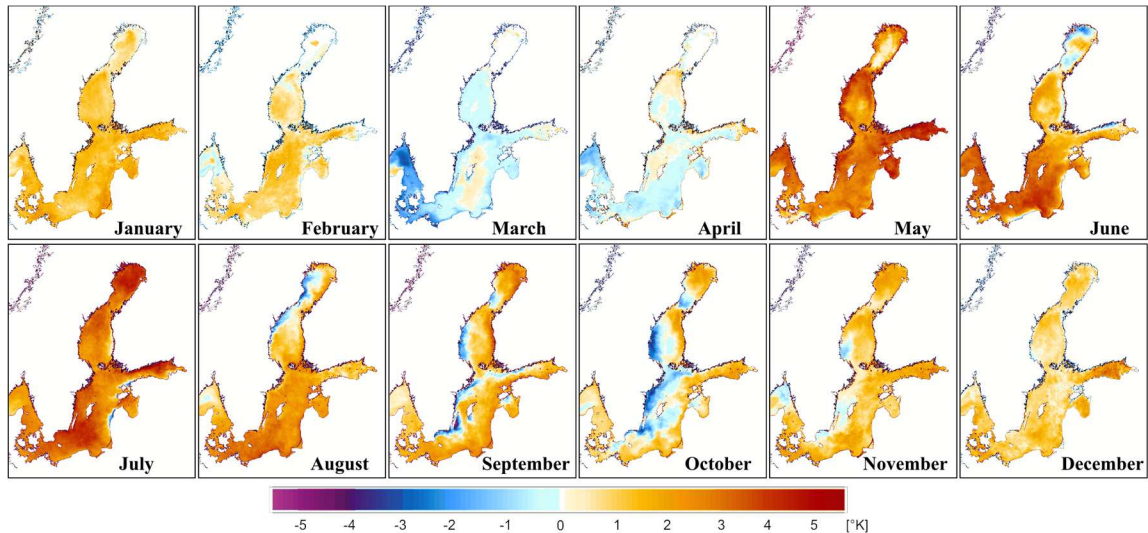 January February March April May June
July August September October November December
-5 -4 -3 -2 -1 0 1 2 3 4 5 [°K]